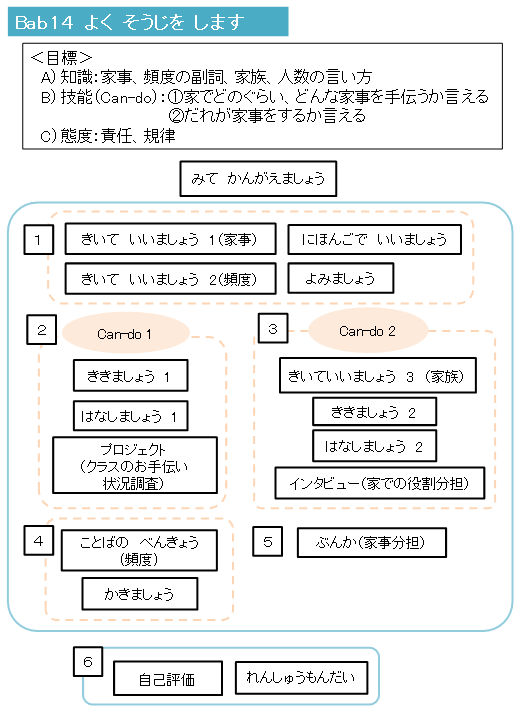 Bab14 よく そうじを します
＜目標＞
A) 知識：家事、頻度の副詞、家族、人数の言い方
B) 技能（Can-do）：①家でどのぐらい、どんな家事を手伝うか言える
②だれが家事をするか言える
C) 態度：責任、規律
みて かんがえましょう
1
きいて いいましょう 1（家事）
にほんごで いいましょう
きいて いいましょう 2（頻度）
よみましょう
2
Can-do 1
ききましょう 1
はなしましょう 1
プロジェクト
（クラスのお手伝い
状況調査）
3
Can-do 2
きいていいましょう 3 （家族）
ききましょう 2
はなしましょう 2
インタビュー（家での役割分担）
4
ことばの べんきょう
（頻度）
かきましょう
5
ぶんか（家事分担）
6
自己評価
れんしゅうもんだい